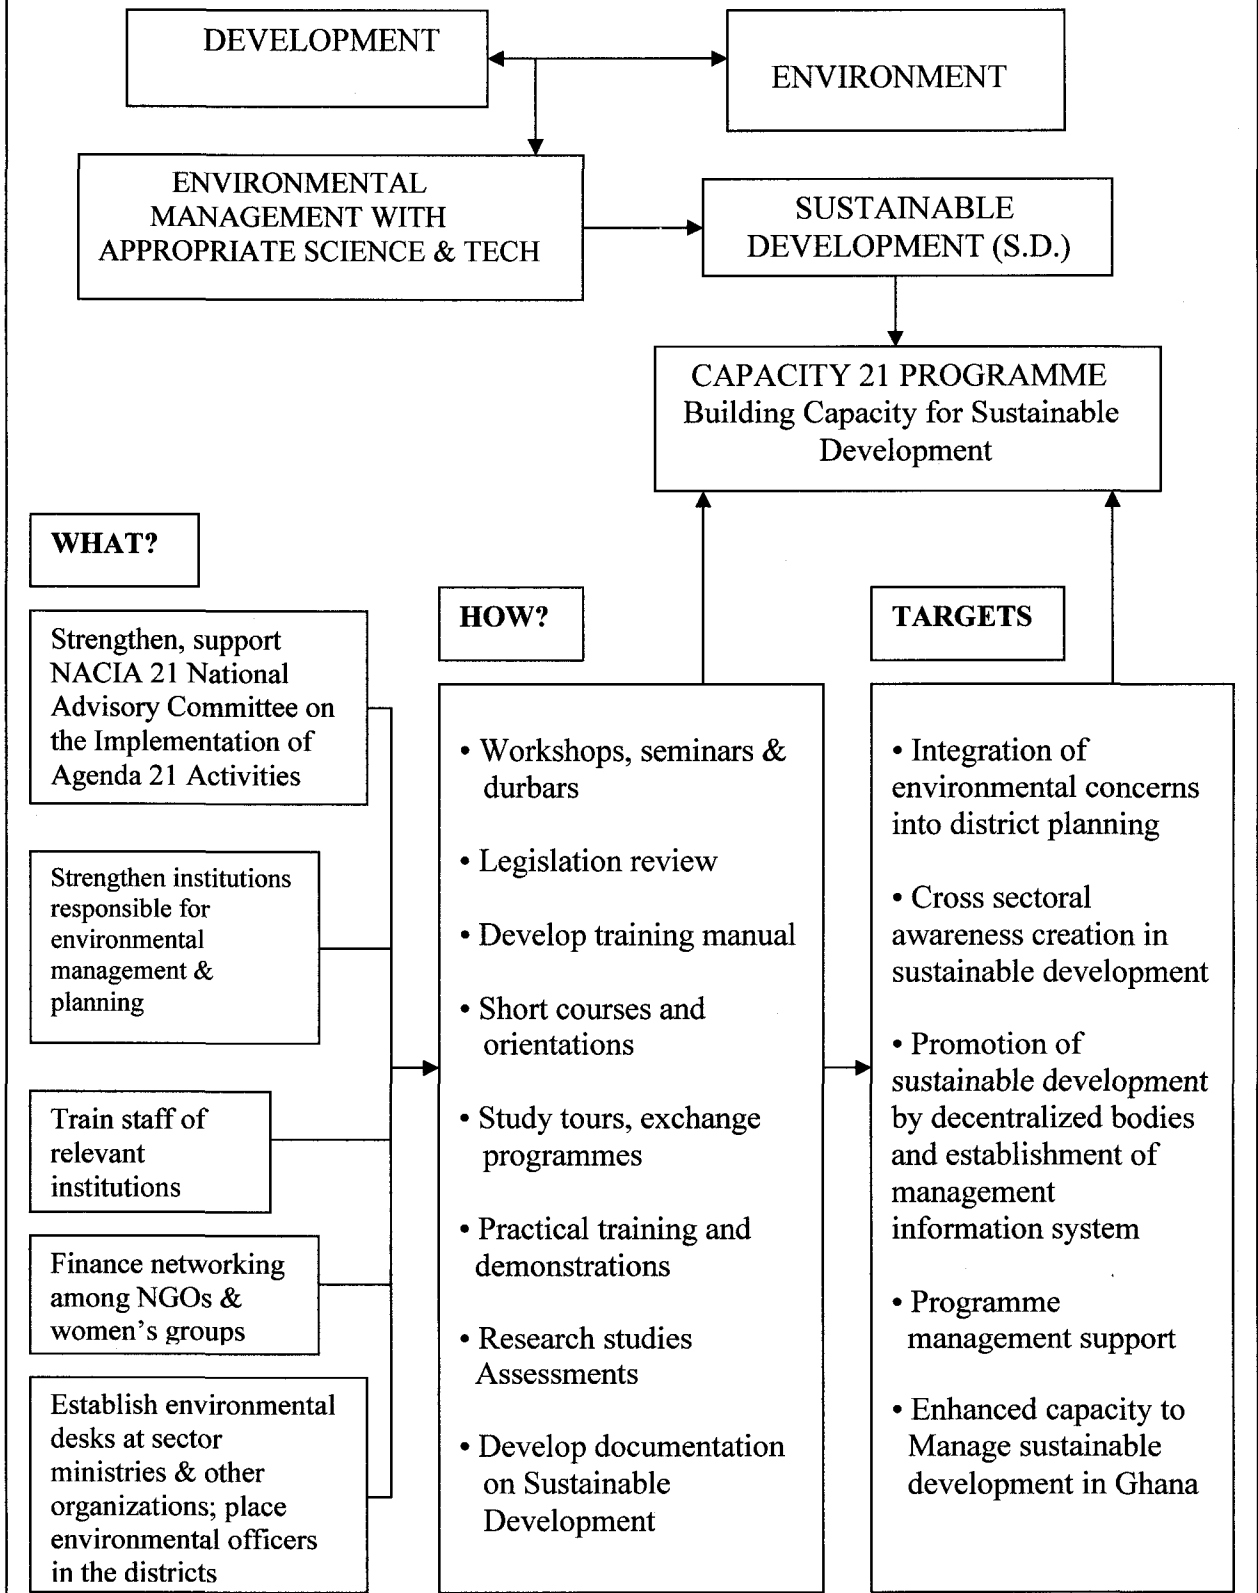 DEVELOPMENT
ENVIRONMENT
ENVIRONMENTAL
MANAGEMENT WITH
APPROPRIATE SCIENCE & TECH
SUSTAINABLE
DEVELOPMENT (S.D.)
CAPACITY 21 PROGRAMME
Building Capacity for Sustainable
Development
WHAT?
Strengthen, support
NACIA 21 National
Advisory Committee on
the Implementation of
Agenda 21 Activities
Strengthen institutions
responsible for
environmental
management &
planning
Train staff of
relevant
institutions
Finance networking
among NGOs &
women's groups
Establish environmental
desks at sector
ministries & other
organizations; place
environmental officers
in the districts
HOW?
• Workshops, seminars &
durbars
• Legislation review
• Develop training manual
• Short courses and
orientations
• Study tours, exchange
programmes
• Practical training and
demonstrations
• Research studies
Assessments
• Develop documentation
on Sustainable
Development
TARGETS
• Integration of
environmental concerns
into district planning
• Cross sectoral
awareness creation in
sustainable development
• Promotion of
sustainable development
by decentralized bodies
and establishment of
management
information system
• Programme
management support
• Enhanced capacity to
Manage sustainable
development in Ghana